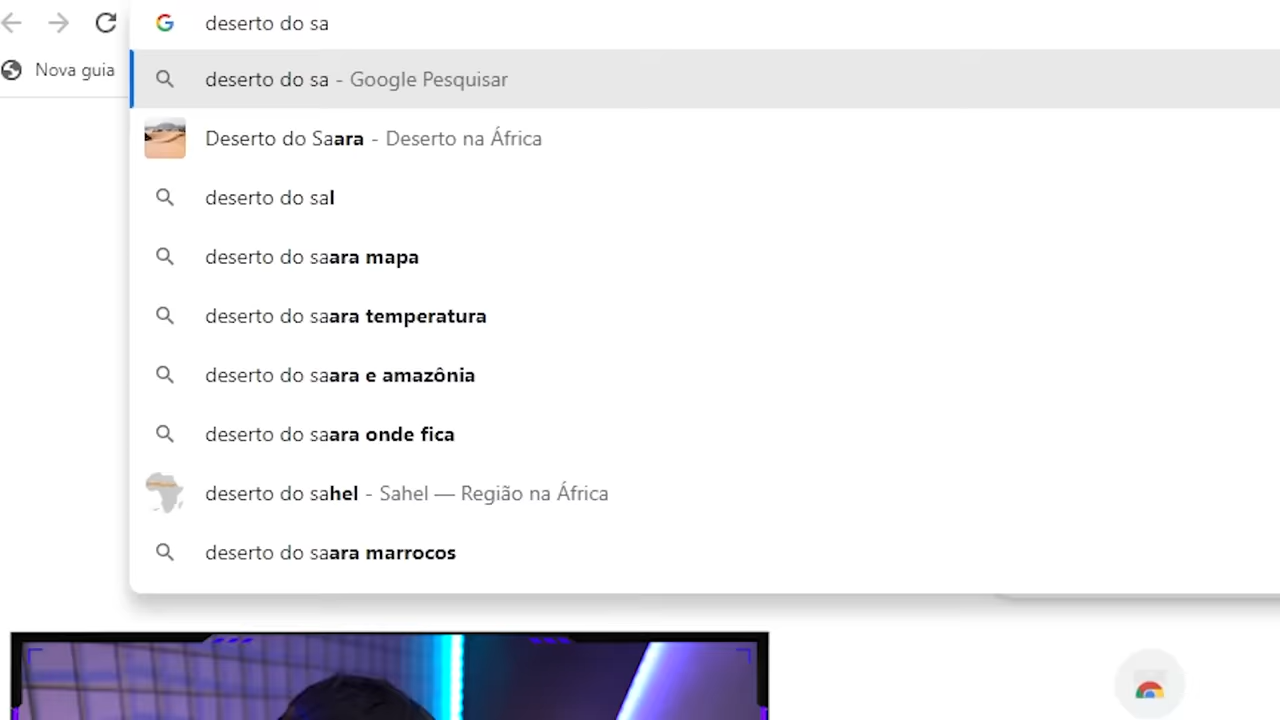 deserto do sa
Nova guia
deserto do sa - Google Pesquisar
Deserto do Saara - Deserto na África
deserto do sal
deserto do saara mapa
deserto do saara temperatura
deserto do saara e amazônia
deserto do saara onde fica
deserto do sahel - Sahel — Região na África
deserto do saara marrocos